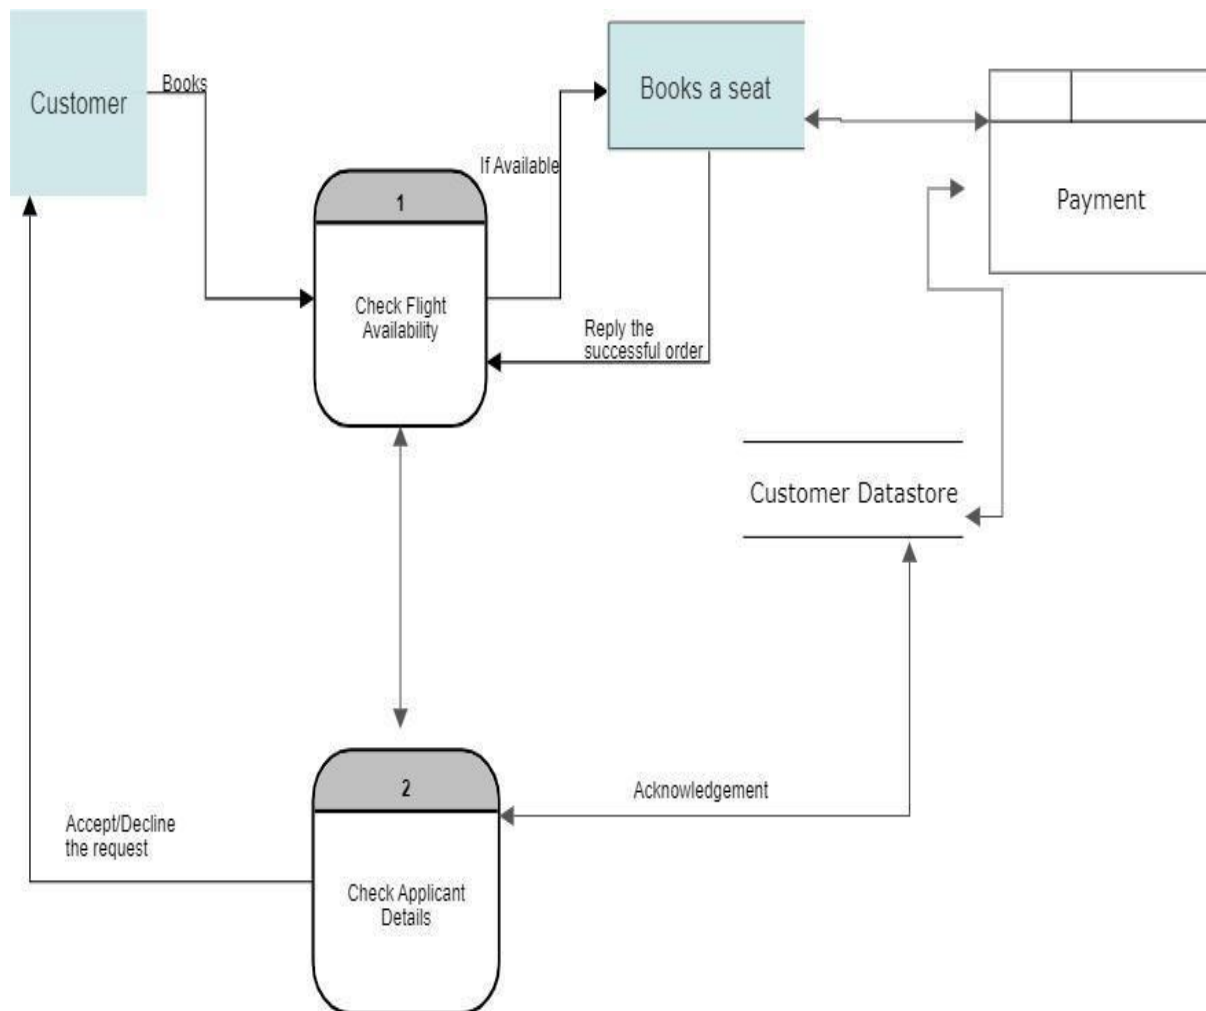 Customer
Books
Books a seat
If Available
1
Check Flight
Availability
Reply the
successful order
Payment
Customer Datastore
2
Acknowledgement
Accept/Decline
the request
Check Applicant
Details